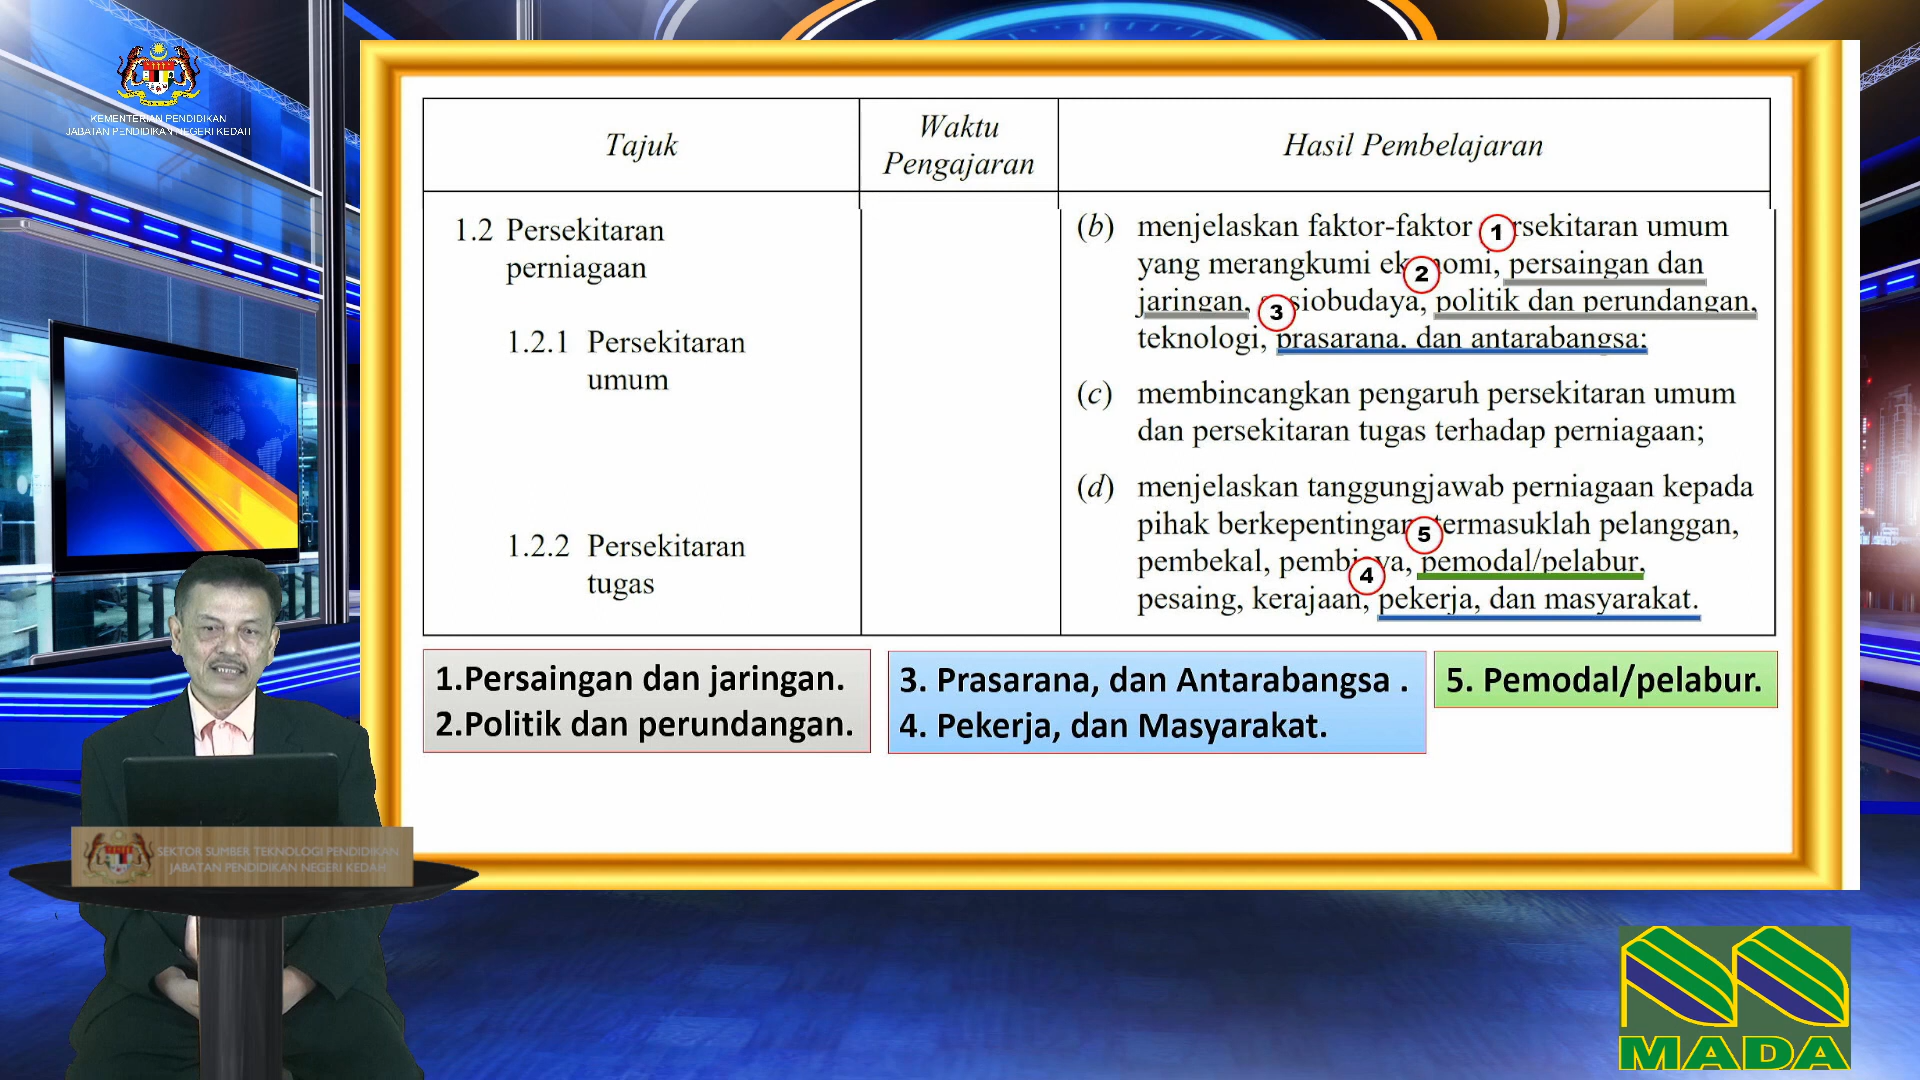 KEMENTERIAN PENDIDIKAN
JABATAN PENDIDIKAN NEGERI KEDAH
Tajuk
Waktu Pengajaran
Hasil Pembelajaran
1.2 Persekitaran
perniagaan
1.2.1 Persekitaran
umum
1.2.2 Persekitaran
tugas
(b) menjelaskan faktor-faktor 1 rsekitaran umum
yang merangkumi ek 2 omi, persaingan dan
jaringan, 3 siobudaya, politik dan perundangan,
teknologi, prasarana, dan antarabangsa;
(c) membincangkan pengaruh persekitaran umum
dan persekitaran tugas terhadap perniagaan;
(d) menjelaskan tanggungjawab perniagaan kepada
pihak berkepentingan 5 termasuklah pelanggan,
pembekal, pembi 4 ya, pemodal/pelabur,
pesaing, kerajaan, pekerja, dan masyarakat.
1.Persaingan dan jaringan.
2.Politik dan perundangan.
3. Prasarana, dan Antarabangsa .
4. Pekerja, dan Masyarakat.
5. Pemodal/pelabur.
SEKTOR SUMBER TEKNOLOGI PENDIDIKAN
JABATAN PENDIDIKAN NEGERI KEDAH
MADA